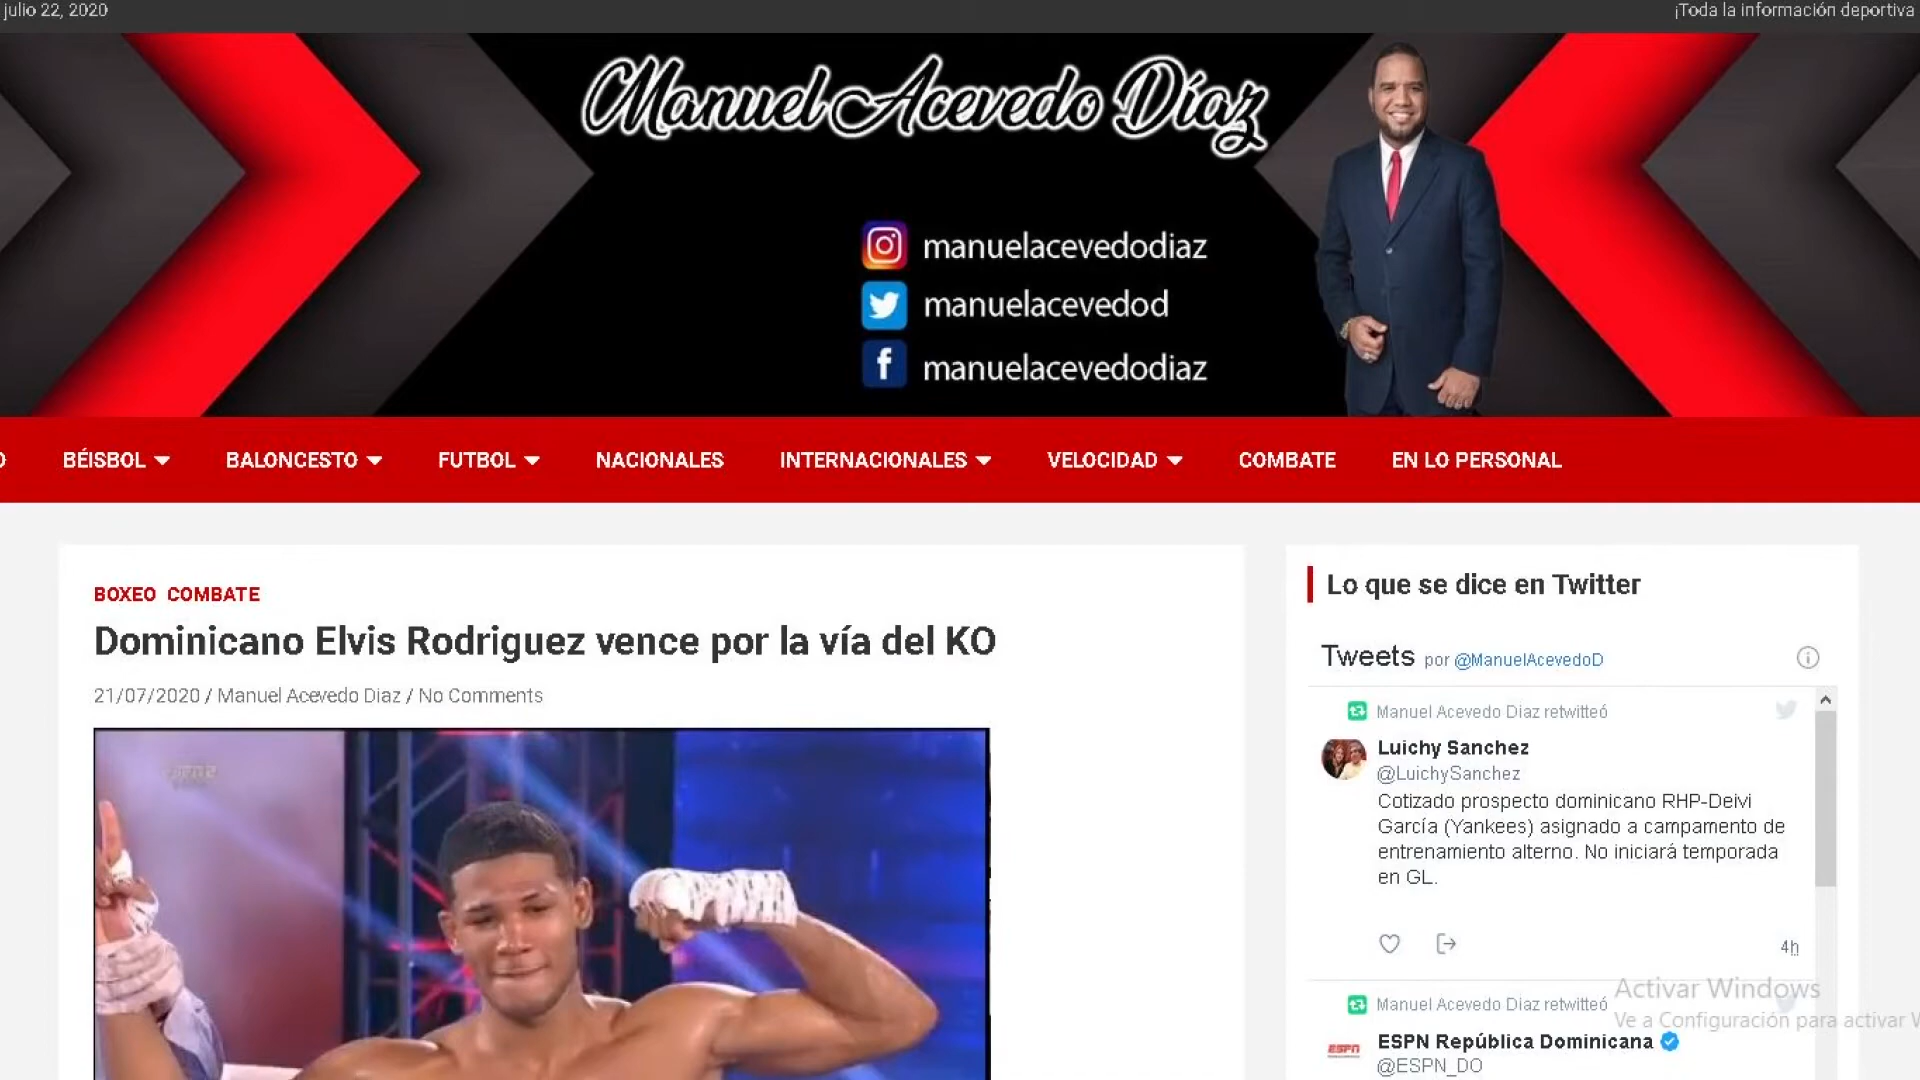 julio 22, 2020
¡Toda la información deportiva
Manuel Acevedo Díaz
manuelacevedodiaz
manuelacevedod
manuelacevedodiaz
BÉISBOL
BALONCESTO
FUTBOL
NACIONALES
INTERNACIONALES
VELOCIDAD
COMBATE
EN LO PERSONAL
BOXEO COMBATE
Dominicano Elvis Rodriguez vence por la vía del KO
21/07/2020 / Manuel Acevedo Diaz / No Comments
Lo que se dice en Twitter
Tweets por @ManuelAcevedoD
Manuel Acevedo Diaz retwitteó
Luichy Sanchez
@LuichySanchez
Cotizado prospecto dominicano RHP-Deivi
García (Yankees) asignado a campamento de
entrenamiento alterno. No iniciará temporada
en GL.
4h
Activar Windows
Ve a Configuración para activar W
Manuel Acevedo Diaz retwitteó
ESPN
ESPN República Dominicana
@ESPN_DO